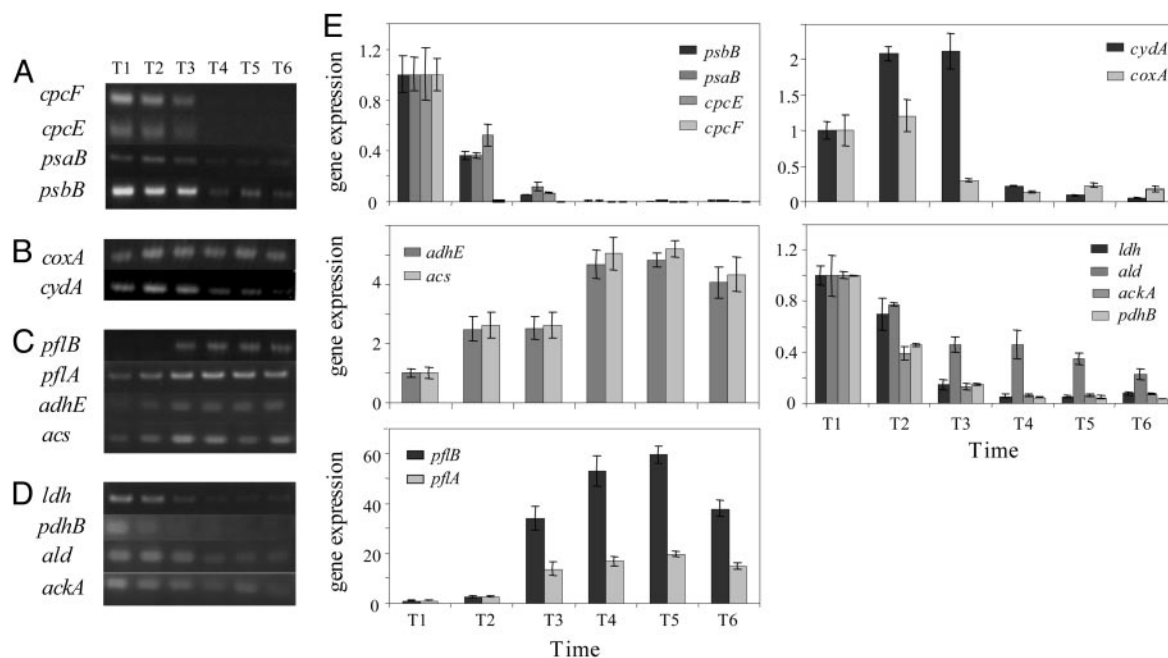 A
T1 T2 T3 T4 T5 T6
cpcF
cpcE
psaB
psbB
B
coxA
cydA
C
pflB
pflA
adhE
acs
D
ldh
pdhB
ald
ackA
E
gene expression
1.2
0.8
0.4
0
psbB
psaB
cpcE
cpcF
gene expression
4
2
0
adhE
acs
gene expression
60
40
20
0
pflB
pflA
T1 T2 T3 T4 T5 T6
Time
2
1.5
1
0.5
0
cydA
coxA
1.2
0.8
0.4
0
ldh
ald
ackA
pdhB
T1 T2 T3 T4 T5 T6
Time